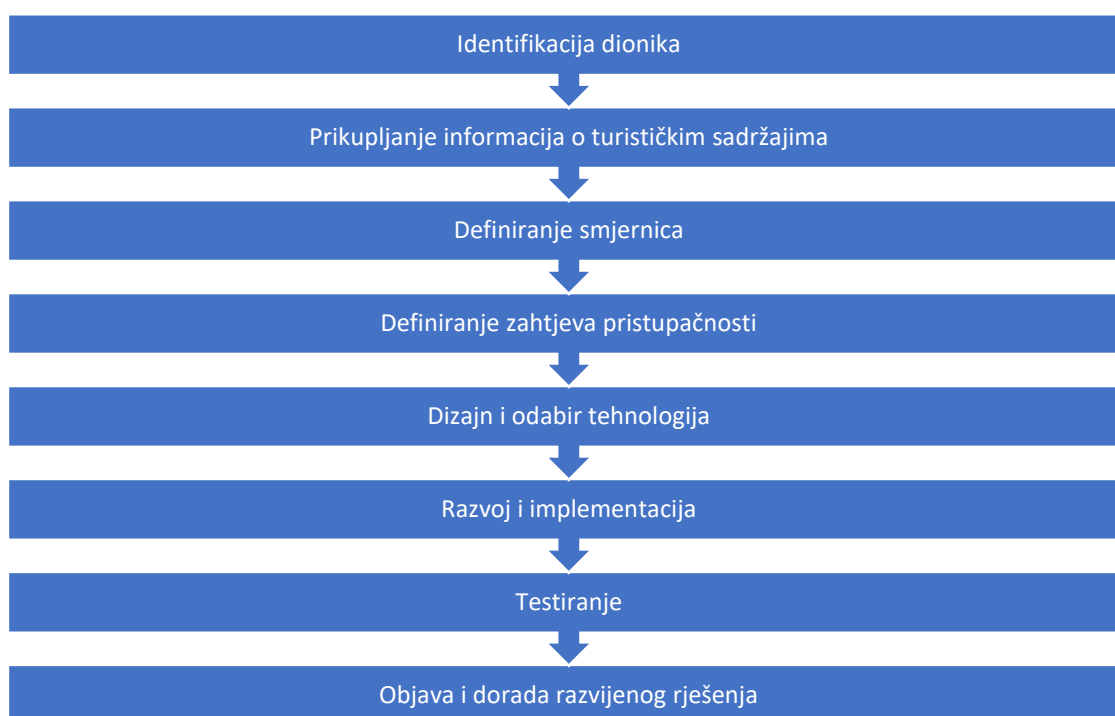 Identifikacija dionika
Prikupljanje informacija o turističkim sadržajima
Definiranje smjernica
Definiranje zahtjeva pristupačnosti
Dizajn i odabir tehnologija
Razvoj i implementacija
Testiranje
Objava i dorada razvijenog rješenja